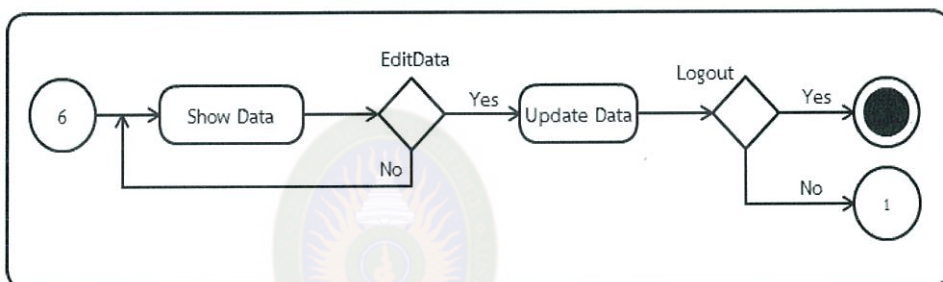 EditData
Logout
6
Show Data
Yes
Update Data
Yes
No
No
1